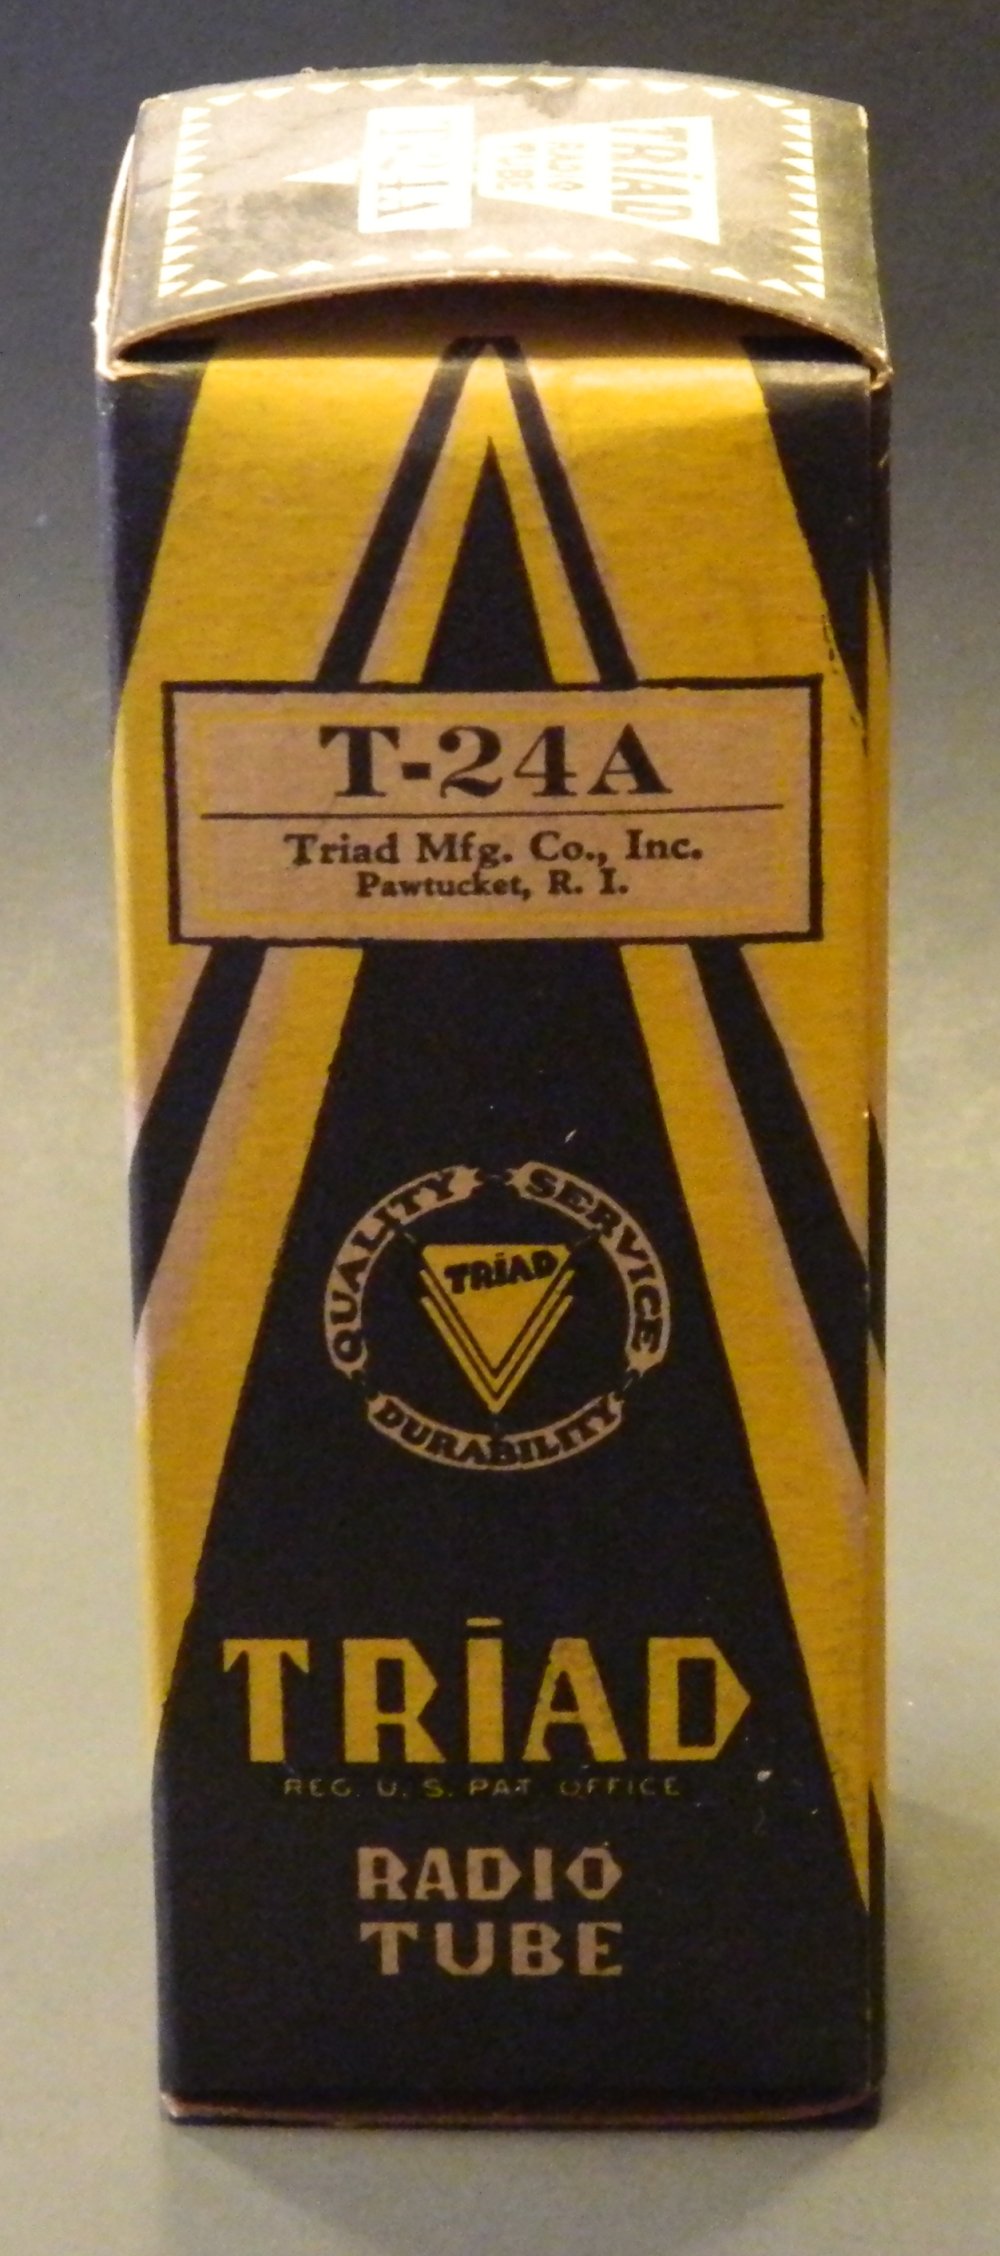 TRIAD
RADIO
TUBE
T-24A
T-24A
Triad Mfg. Co., Inc.
Pawtucket, R. I.
QUALITY SERVICE
TRIAD
DURABILITY
TRIAD
REG. U. S. PAT. OFFICE
RADIO
TUBE